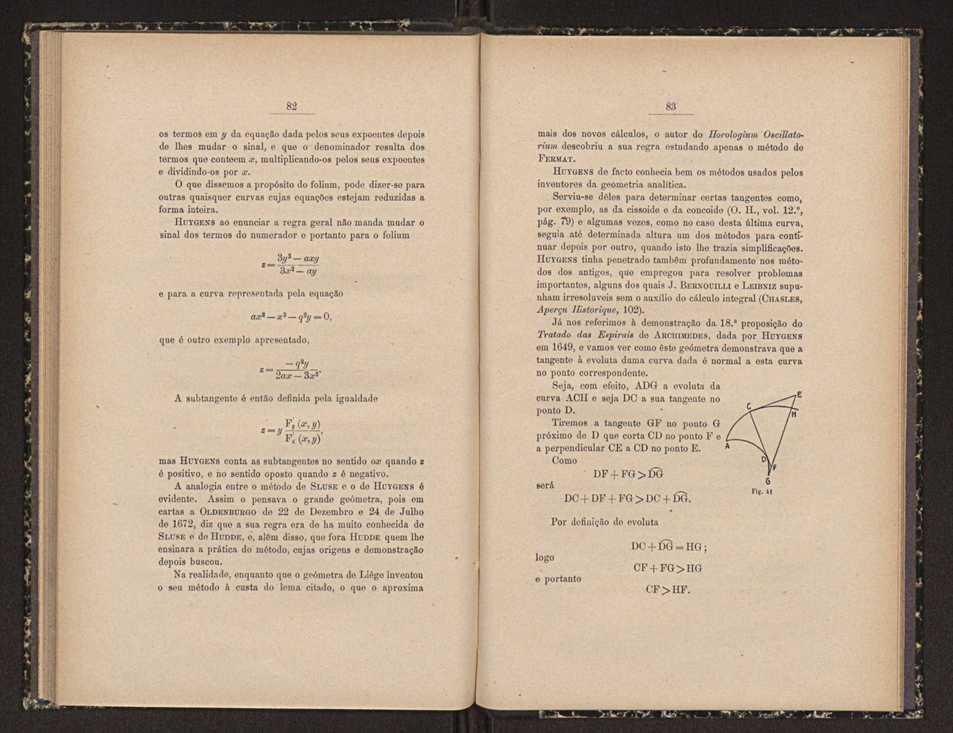 82
os termos em y da equação dada pelos seus expoentes depois
de lhes mudar o sinal, e que o denominador resulta dos
termos que conteem x, multiplicando-os pelos seus expoentes
e dividindo-os por x.
O que dissemos a propósito do folium, pode dizer-se para
outras quaisquer curvas cujas equações estejam reduzidas a
forma inteira.
HUYGENS ao enunciar a regra geral não manda mudar o
sinal dos termos do numerador e portanto para o folium
z = (3y³ — axy) / (3x² — ay)
e para a curva representada pela equação
ax² — x³ — q²y = 0,
que é outro exemplo apresentado,
z = (— q²y) / (2ax — 3x²).
A subtangente é então definida pela igualdade
z = y Fy (x, y) / Fx (x, y),
mas HUYGENS conta as subtangentes no sentido ox quando z
é positivo, e no sentido oposto quando z é negativo.
A analogia entre o método de SLUSE e o de HUYGENS é
evidente. Assim o pensava o grande geómetra, pois em
cartas a OLDENBURGO de 22 de Dezembro e 24 de Julho
de 1672, diz que a sua regra era de ha muito conhecida de
SLUSE e de HUDDE, e, além disso, que fora HUDDE quem lhe
ensinara a prática do método, cujas origens e demonstração
depois buscou.
Na realidade, enquanto que o geómetra de Liége inventou
o seu método à custa do lema citado, o que o aproxima
83
mais dos novos cálculos, o autor do Horologium Oscillato-
rium descobriu a sua regra estudando apenas o método de
FERMAT.
HUYGENS de facto conhecia bem os métodos usados pelos
inventores da geometria analítica.
Serviu-se dêles para determinar certas tangentes como,
por exemplo, as da cissoide e da concoide (O. H., vol. 12.º,
pág. 79) e algumas vezes, como no caso desta última curva,
seguia até determinada altura um dos métodos para conti-
nuar depois por outro, quando isto lhe trazia simplificações.
HUYGENS tinha penetrado também profundamente nos méto-
dos dos antigos, que empregou para resolver problemas
importantes, alguns dos quais J. BERNOUILLI e LEIBNIZ supu-
nham irresoluveis sem o auxílio do cálculo integral (CHASLES,
Aperçu Historique, 102).
Já nos referimos à demonstração da 18.ª proposição do
Tratado das Espirais de ARCHIMEDES, dada por HUYGENS
em 1649, e vamos ver como êste geómetra demonstrava que a
tangente à evoluta duma curva dada é normal a esta curva
no ponto correspondente.
Seja, com efeito, ADG a evoluta da
curva ACH e seja DC a sua tangente no
ponto D.
Tiremos a tangente GF no ponto G
próximo de D que corta CD no ponto F e
a perpendicular CE a CD no ponto E.
Como
DF + FG > DG
será
DC + DF + FG > DC + DG.
E
C
H
A
D
F
G
Fig. 41
Por definição de evoluta
DC + DG = HG;
logo
CF + FG > HG
e portanto
CF > HF.